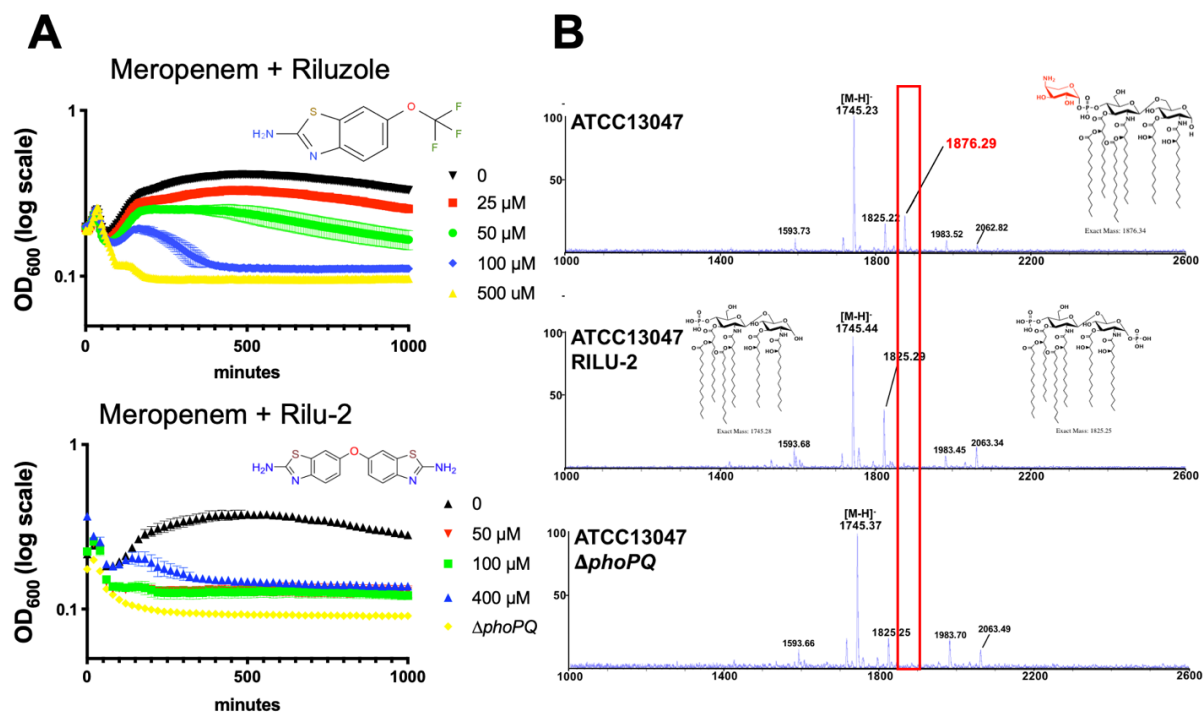 A
Meropenem + Riluzole
S
O
F
F
F
H₂N
N
OD₆₀₀ (log scale)
1
0.1
0
500
1000
minutes
0
25 µM
50 µM
100 µM
500 uM
Meropenem + Rilu-2
H₂N
S
N
O
S
N
NH₂
OD₆₀₀ (log scale)
1
0.1
0
500
1000
minutes
0
50 µM
100 µM
400 µM
ΔphoPQ
B
ATCC13047
100
50
[M-H]⁻
1745.23
1876.29
1593.73
1825.22
1983.52
2062.82
Exact Mass: 1876.34
1000
1400
1800
2200
2600
ATCC13047
RILU-2
100
50
[M-H]⁻
1745.44
1825.29
1593.68
1983.45
2063.34
Exact Mass: 1745.28
Exact Mass: 1825.25
1000
1400
1800
2200
2600
ATCC13047
ΔphoPQ
100
50
[M-H]⁻
1745.37
1593.66
1825.25
1983.70
2063.49
1000
1400
1800
2200
2600